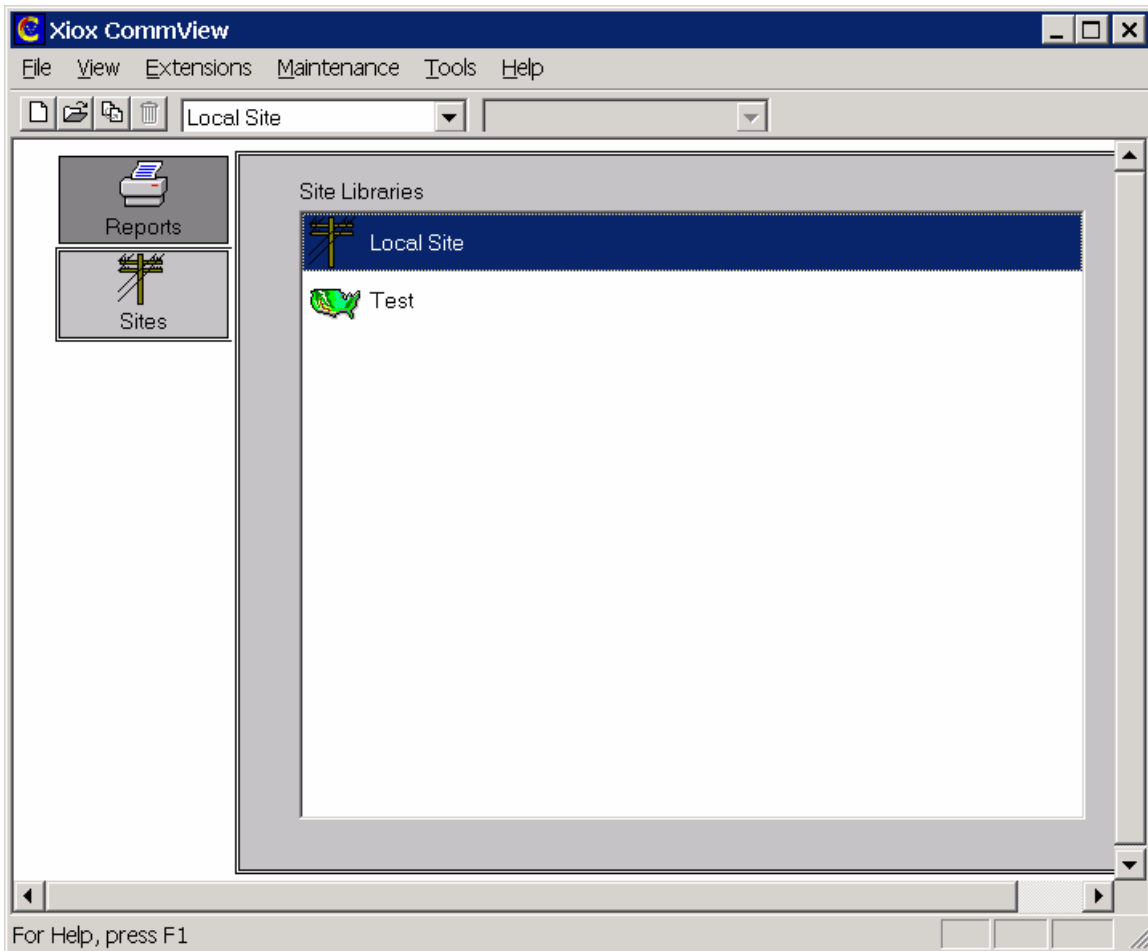 Xiox CommView
File View Extensions Maintenance Tools Help
Local Site
Reports
Sites
Site Libraries
Local Site
Test
For Help, press F1